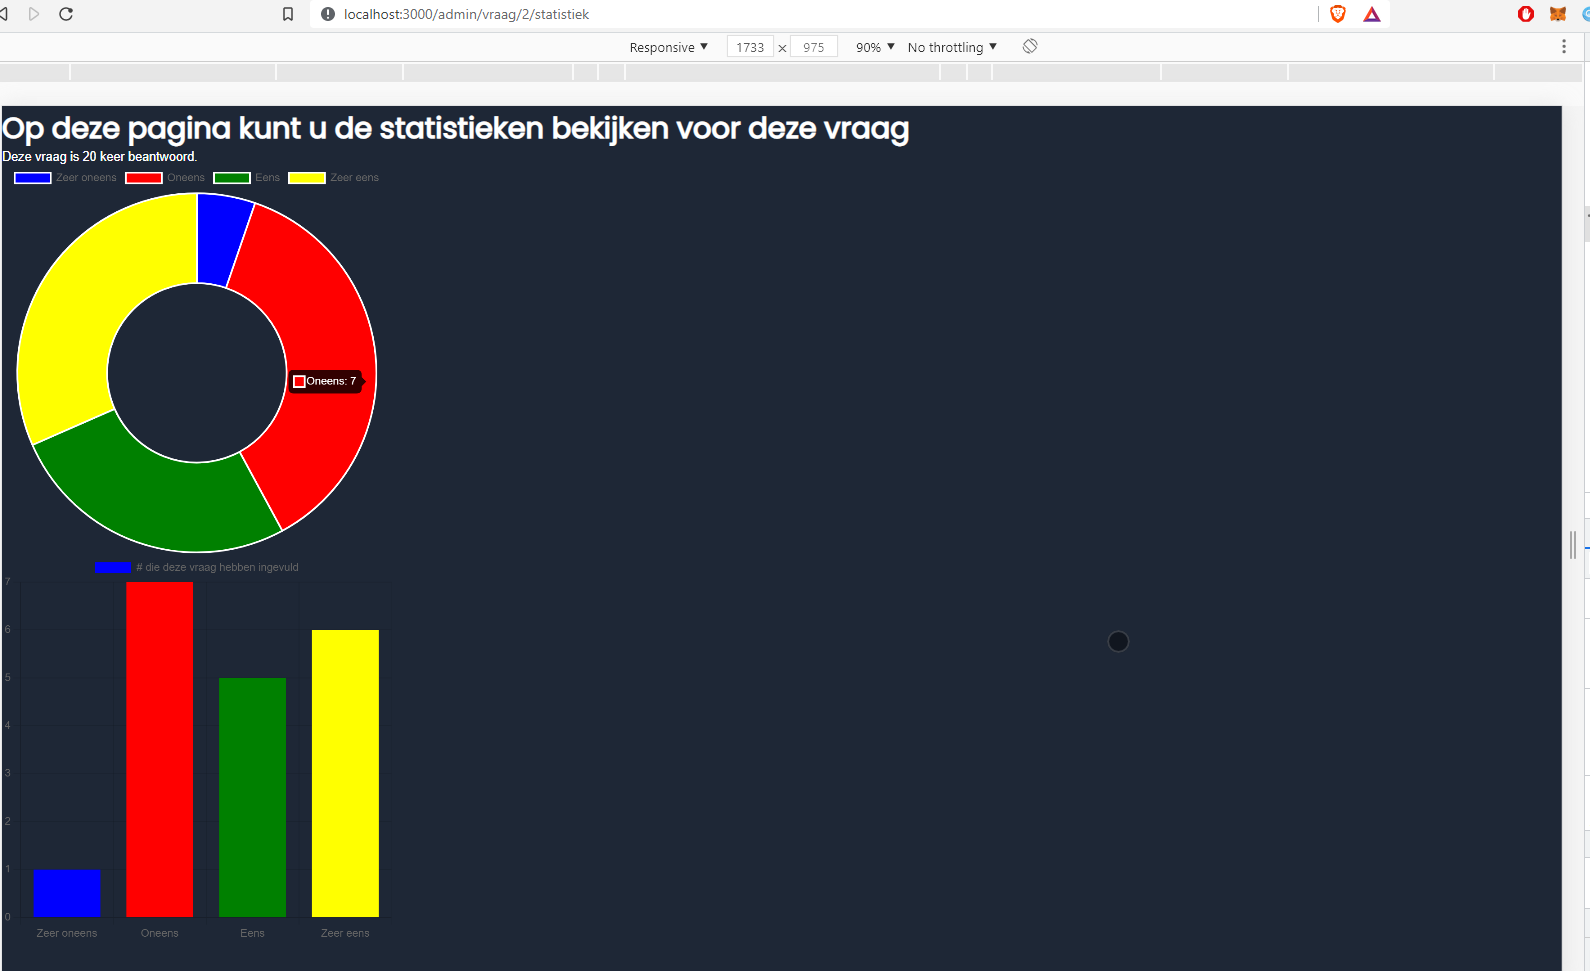 localhost:3000/admin/vraag/2/statistiek
Responsive ▼ 1733 × 975 90% ▼ No throttling ▼
Op deze pagina kunt u de statistieken bekijken voor deze vraag
Deze vraag is 20 keer beantwoord.
Zeer oneens Oneens Eens Zeer eens
Oneens: 7
# die deze vraag hebben ingevuld
7
6
5
4
3
2
1
0
Zeer oneens Oneens Eens Zeer eens